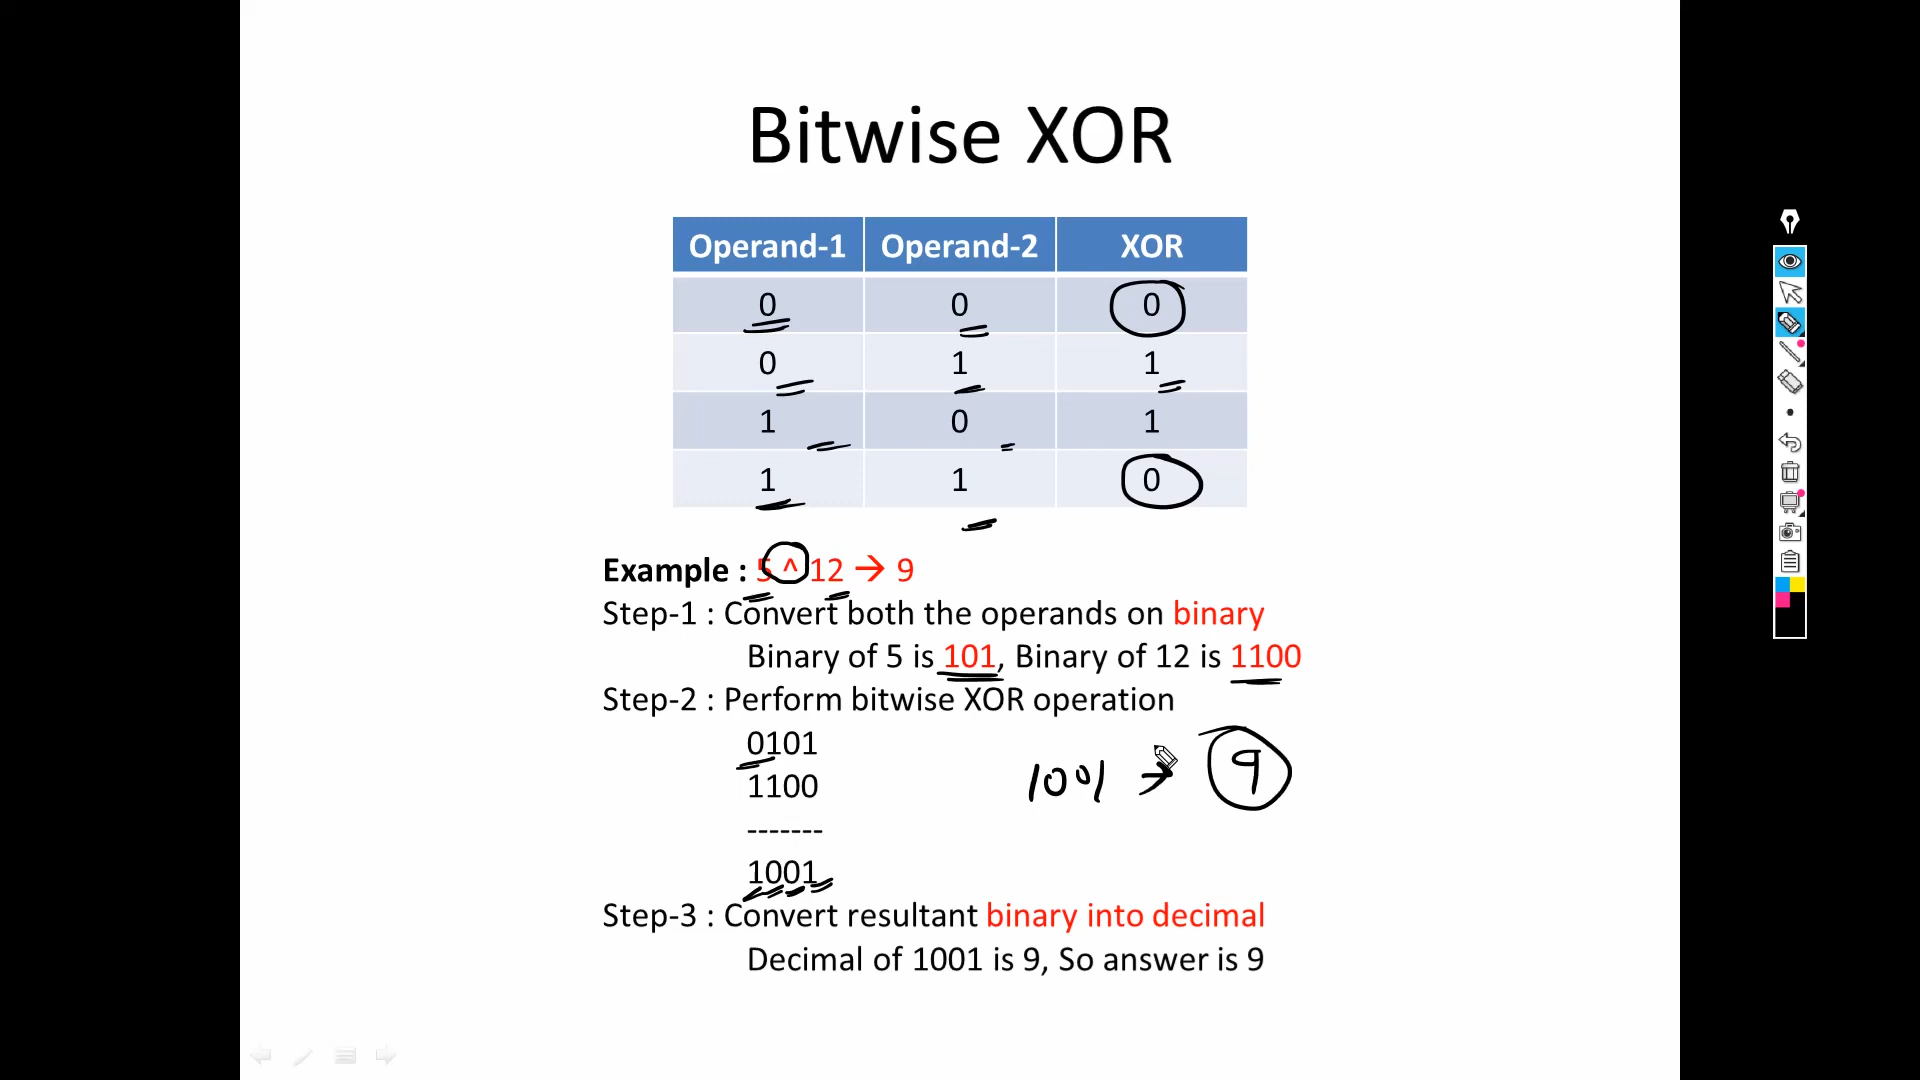 Bitwise XOR
Operand-1 Operand-2 XOR
0 0 0
0 1 1
1 0 1
1 1 0
Example : 5 ^ 12 → 9
Step-1 : Convert both the operands on binary
Binary of 5 is 101, Binary of 12 is 1100
Step-2 : Perform bitwise XOR operation
0101
1100
1001 → 9
-------
1001
Step-3 : Convert resultant binary into decimal
Decimal of 1001 is 9, So answer is 9